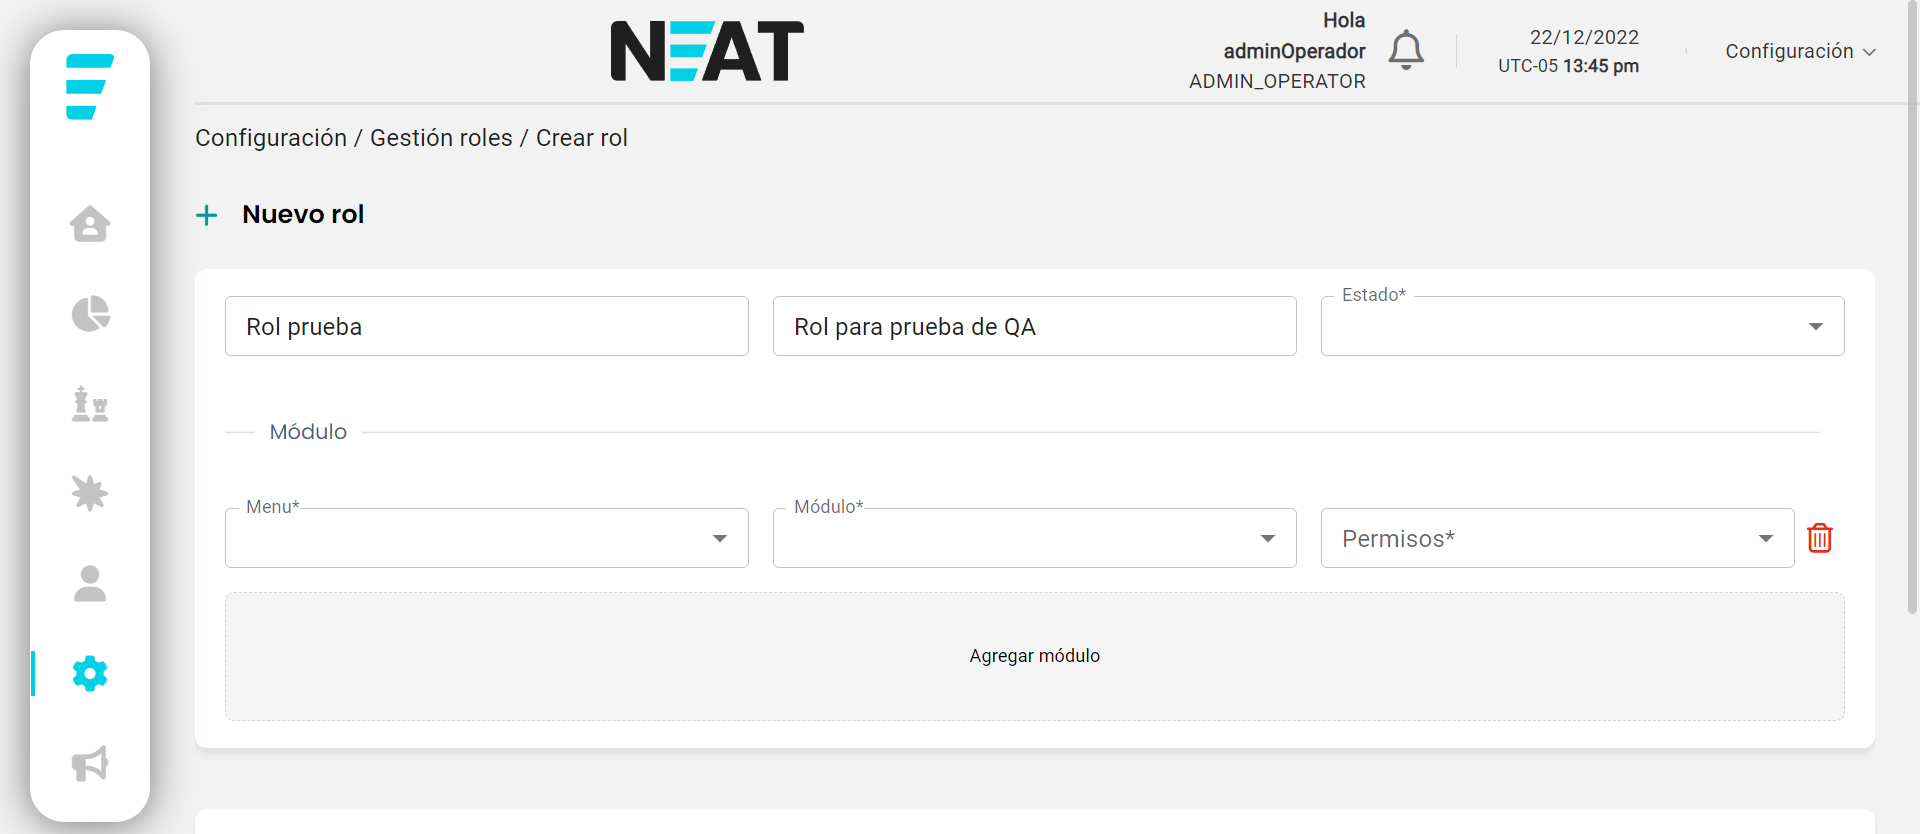 NEAT
Hola
adminOperador
ADMIN_OPERATOR
22/12/2022
UTC-05 13:45 pm
Configuración
Configuración / Gestión roles / Crear rol
+ Nuevo rol
Rol prueba
Rol para prueba de QA
Estado*
Módulo
Menu*
Módulo*
Permisos*
Agregar módulo